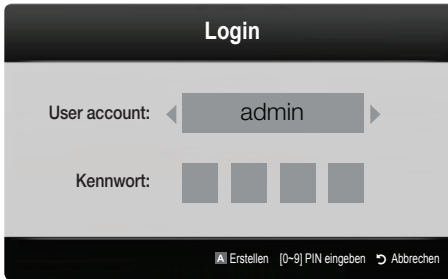 Login
User account: admin
Kennwort:
A Erstellen [0~9] PIN eingeben Abbrechen